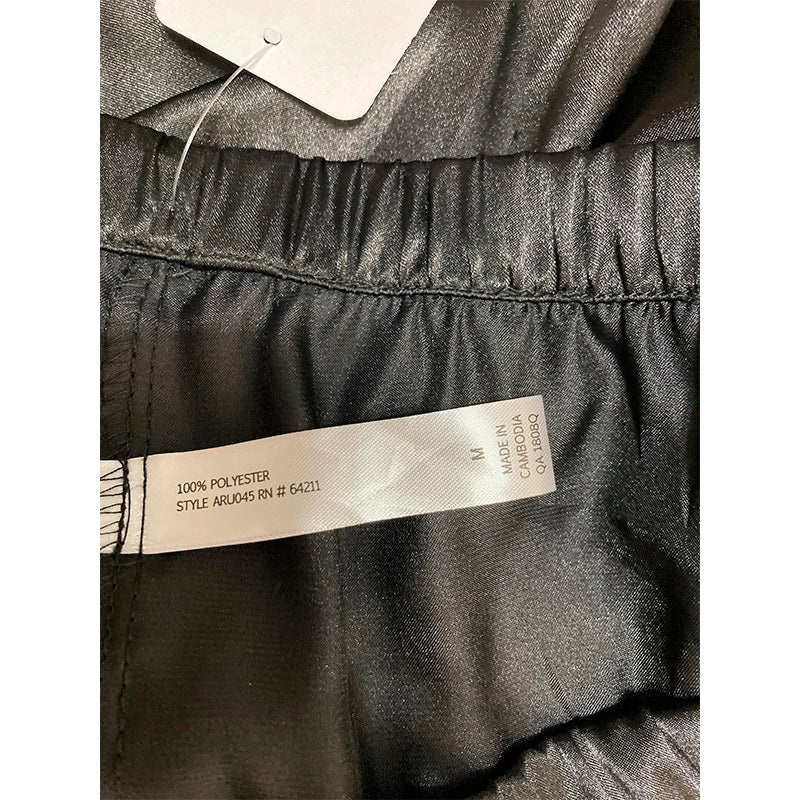 100% POLYESTER
STYLE ARU045 RN # 64211
M
MADE IN
CAMBODIA
QA 1808Q